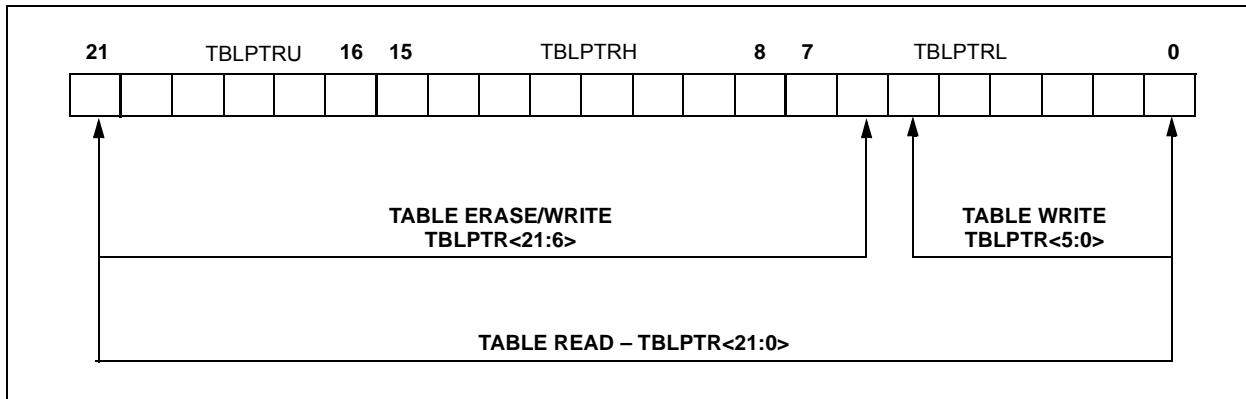 21 TBLPTRU 16 15 TBLPTRH 8 7 TBLPTRL 0
TABLE ERASE/WRITE
TBLPTR<21:6>
TABLE WRITE
TBLPTR<5:0>
TABLE READ – TBLPTR<21:0>